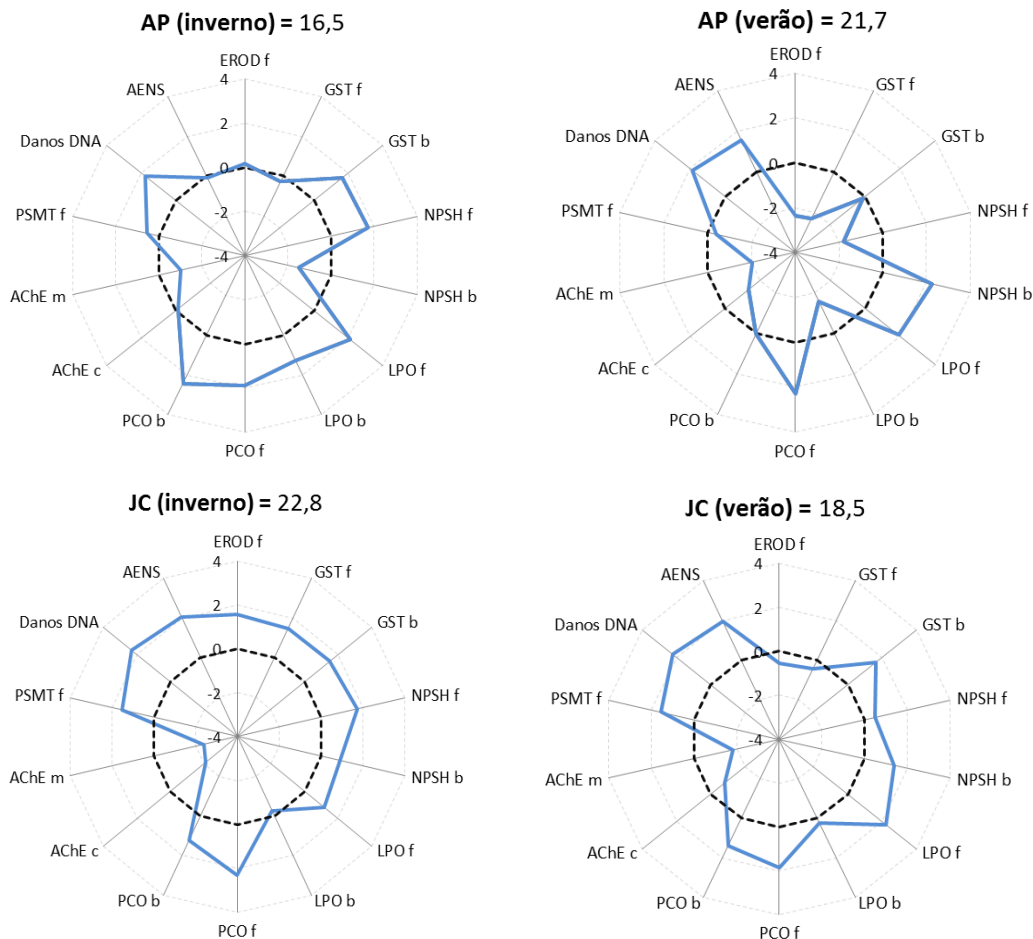 AP (inverno) = 16,5
EROD f
GST f
GST b
NPSH f
NPSH b
LPO f
LPO b
PCO f
PCO b
AChE c
AChE m
PSMT f
Danos DNA
AENS
4
2
0
-2
-4
AP (verão) = 21,7
EROD f
GST f
GST b
NPSH f
NPSH b
LPO f
LPO b
PCO f
PCO b
AChE c
AChE m
PSMT f
Danos DNA
AENS
4
2
0
-2
-4
JC (inverno) = 22,8
EROD f
GST f
GST b
NPSH f
NPSH b
LPO f
LPO b
PCO f
PCO b
AChE c
AChE m
PSMT f
Danos DNA
AENS
4
2
0
-2
-4
JC (verão) = 18,5
EROD f
GST f
GST b
NPSH f
NPSH b
LPO f
LPO b
PCO f
PCO b
AChE c
AChE m
PSMT f
Danos DNA
AENS
4
2
0
-2
-4